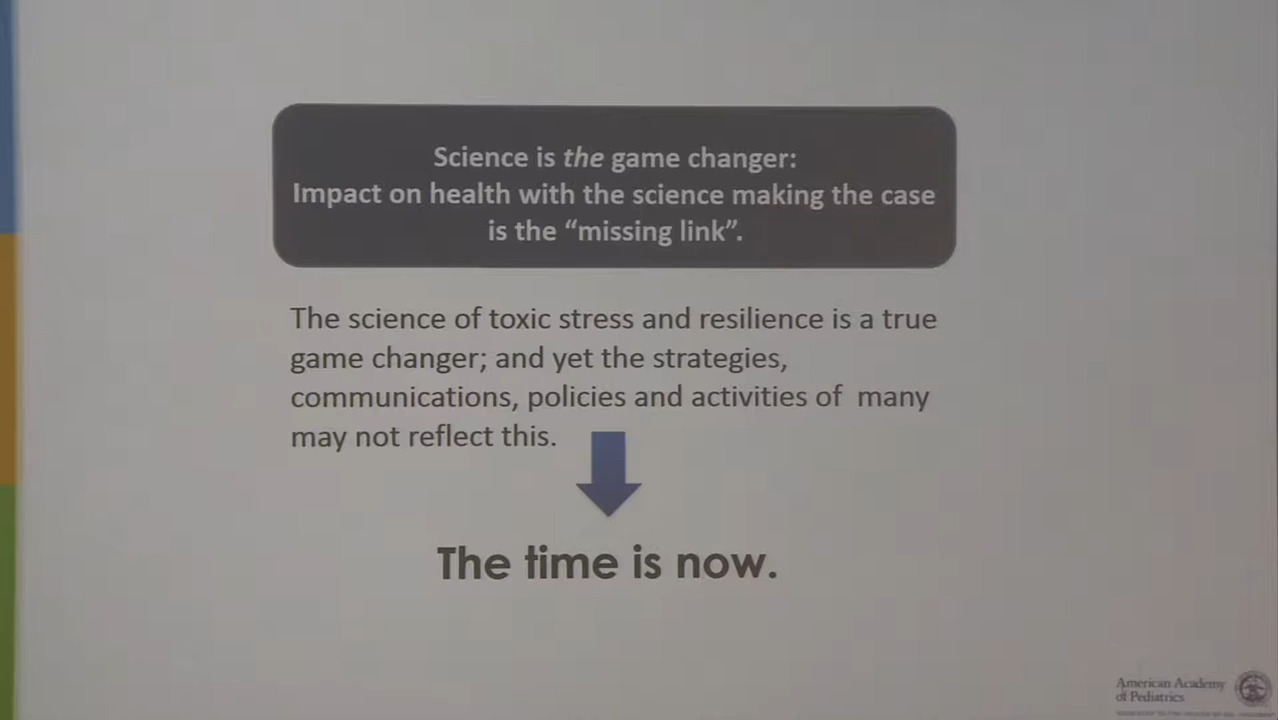 Science is the game changer:
Impact on health with the science making the case
is the “missing link”.
The science of toxic stress and resilience is a true
game changer; and yet the strategies,
communications, policies and activities of  many
may not reflect this.
The time is now.
American Academy
of Pediatrics